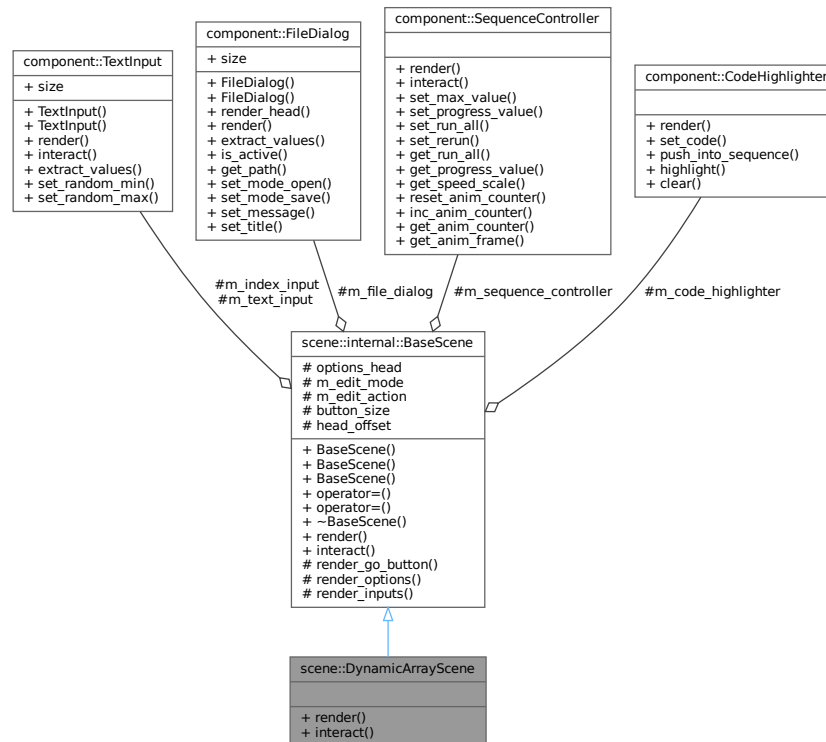 component::TextInput
+ size
+ TextInput()
+ TextInput()
+ render()
+ interact()
+ extract_values()
+ set_random_min()
+ set_random_max()
component::FileDialog
+ size
+ FileDialog()
+ FileDialog()
+ render_head()
+ render()
+ extract_values()
+ is_active()
+ get_path()
+ set_mode_open()
+ set_mode_save()
+ set_message()
+ set_title()
component::SequenceController
+ render()
+ interact()
+ set_max_value()
+ set_progress_value()
+ set_run_all()
+ set_rerun()
+ get_run_all()
+ get_progress_value()
+ get_speed_scale()
+ reset_anim_counter()
+ inc_anim_counter()
+ get_anim_counter()
+ get_anim_frame()
component::CodeHighlighter
+ render()
+ set_code()
+ push_into_sequence()
+ highlight()
+ clear()
#m_index_input
#m_text_input
#m_file_dialog
#m_sequence_controller
#m_code_highlighter
scene::internal::BaseScene
# options_head
# m_edit_mode
# m_edit_action
# button_size
# head_offset
+ BaseScene()
+ BaseScene()
+ BaseScene()
+ operator=()
+ operator=()
+ ~BaseScene()
+ render()
+ interact()
# render_go_button()
# render_options()
# render_inputs()
scene::DynamicArrayScene
+ render()
+ interact()